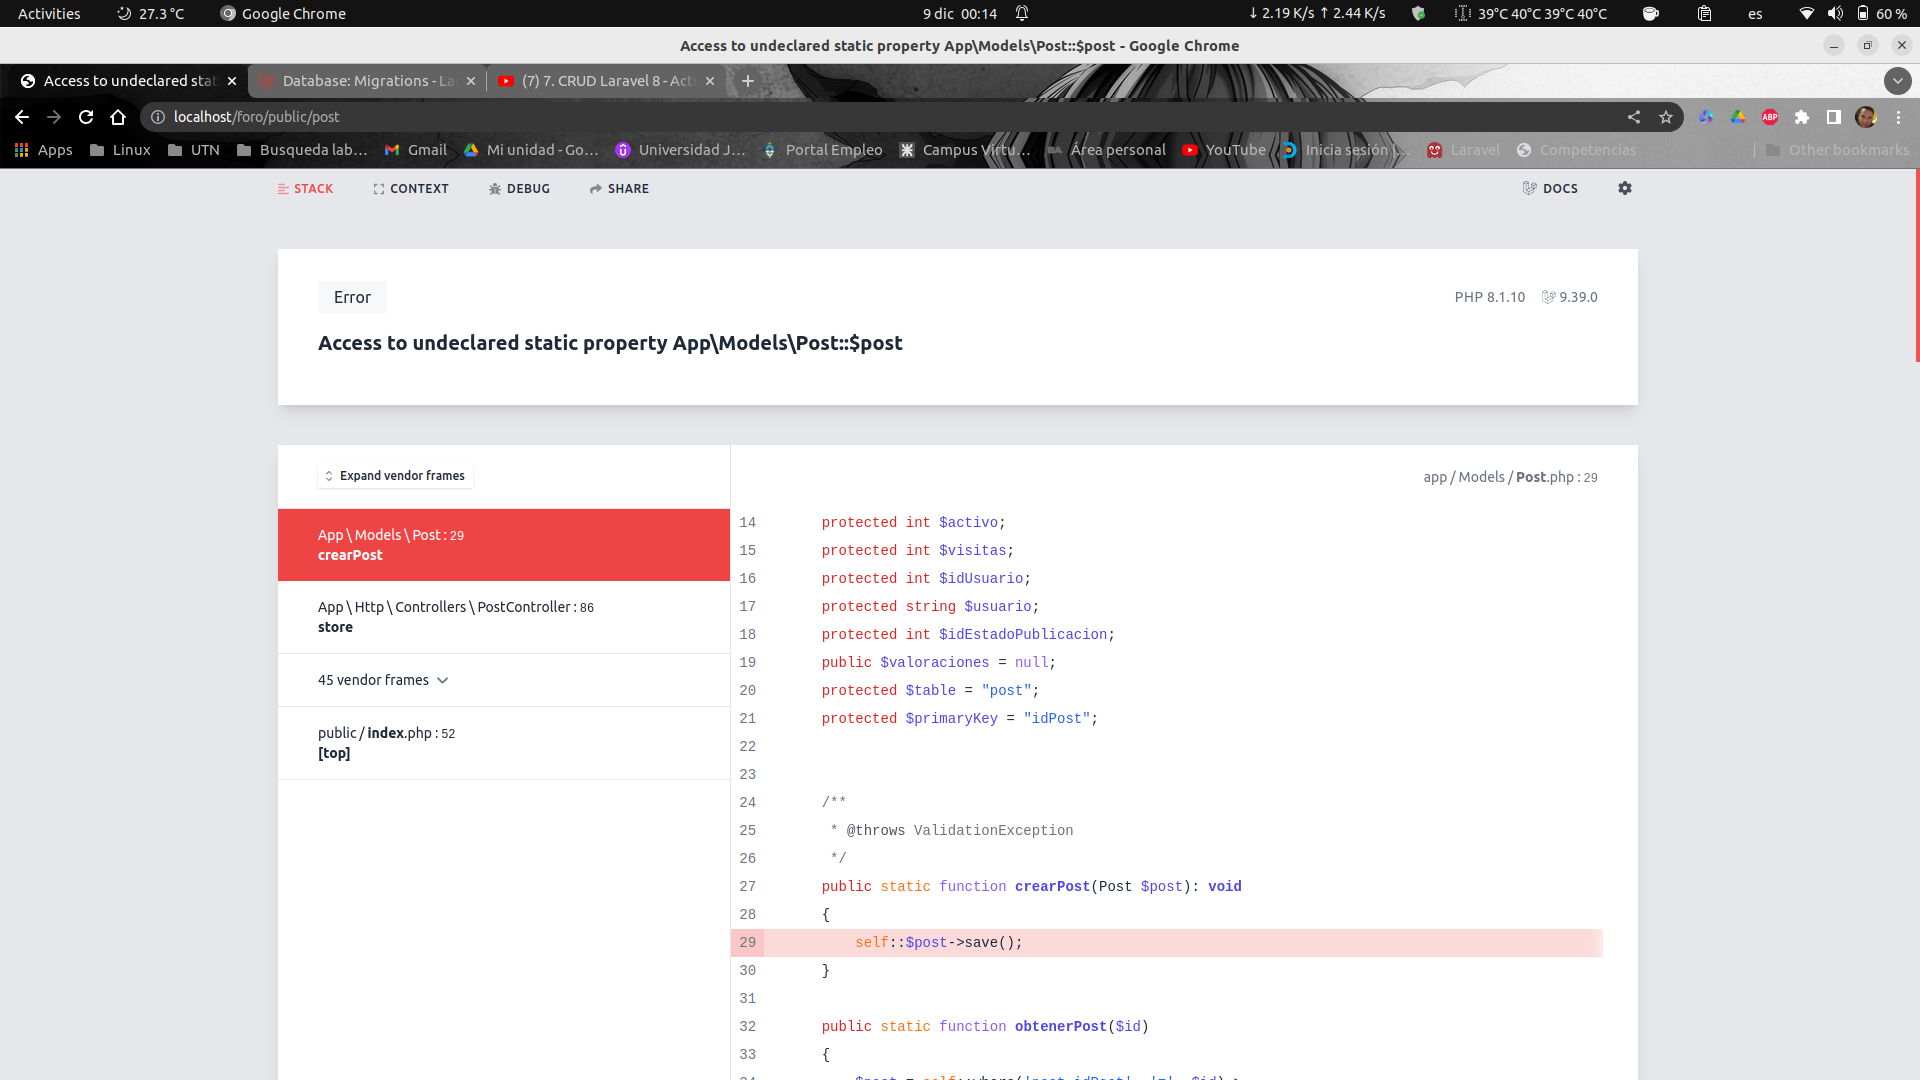 Activities 27.3 °C Google Chrome 9 dic 00:14 ↓ 2.19 K/s ↑ 2.44 K/s 39°C 40°C 39°C 40°C es 60 %
Access to undeclared static property App\Models\Post::$post - Google Chrome
Access to undeclared stat Database: Migrations - La (7) 7. CRUD Laravel 8 - Actu
localhost/foro/public/post ABP
Apps Linux UTN Busqueda lab… Gmail Mi unidad - Go… Universidad J… Portal Empleo Campus Virtu… Área personal YouTube Inicia sesión |… Laravel Competencias Other bookmarks
STACK CONTEXT DEBUG SHARE DOCS
Error PHP 8.1.10 9.39.0
Access to undeclared static property App\Models\Post::$post
Expand vendor frames
App \ Models \ Post : 29
crearPost
App \ Http \ Controllers \ PostController : 86
store
45 vendor frames
public / index.php : 52
[top]
app / Models / Post.php : 29
14 protected int $activo;
15 protected int $visitas;
16 protected int $idUsuario;
17 protected string $usuario;
18 protected int $idEstadoPublicacion;
19 public $valoraciones = null;
20 protected $table = "post";
21 protected $primaryKey = "idPost";
22
23
24 /**
25 * @throws ValidationException
26 */
27 public static function crearPost(Post $post): void
28 {
29 self::$post->save();
30 }
31
32 public static function obtenerPost($id)
33 {
34 $post = self::where('post.idPost', '=', $id)->